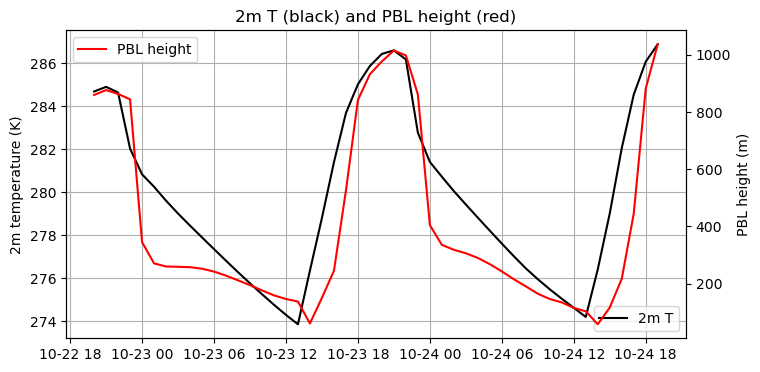 2m T (black) and PBL height (red)
PBL height
2m T
2m temperature (K)
286
284
282
280
278
276
274
PBL height (m)
1000
800
600
400
200
10-22 18 10-23 00 10-23 06 10-23 12 10-23 18 10-24 00 10-24 06 10-24 12 10-24 18